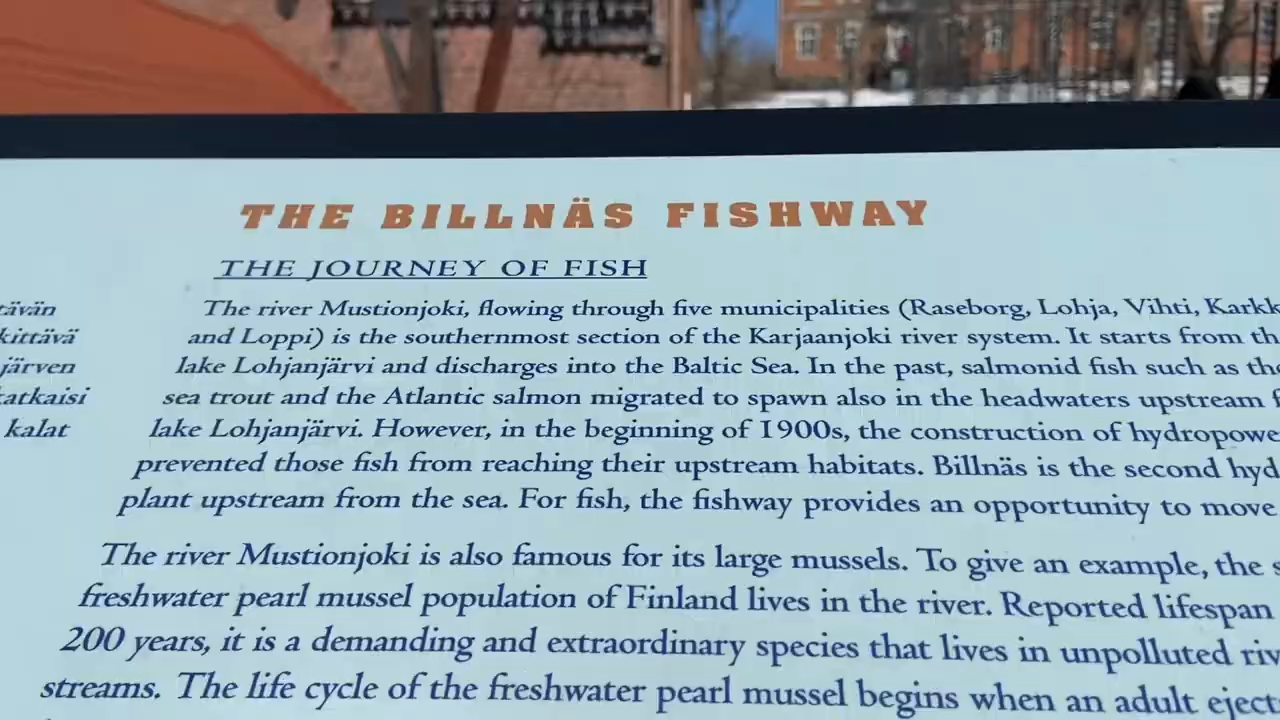 THE BILLNÄS FISHWAY
THE JOURNEY OF FISH
The river Mustionjoki, flowing through five municipalities (Raseborg, Lohja, Vihti, Karkk
and Loppi) is the southernmost section of the Karjaanjoki river system. It starts from th
lake Lohjanjärvi and discharges into the Baltic Sea. In the past, salmonid fish such as the
sea trout and the Atlantic salmon migrated to spawn also in the headwaters upstream f
lake Lohjanjärvi. However, in the beginning of 1900s, the construction of hydropowe
prevented those fish from reaching their upstream habitats. Billnäs is the second hyd
plant upstream from the sea. For fish, the fishway provides an opportunity to move
The river Mustionjoki is also famous for its large mussels. To give an example, the s
freshwater pearl mussel population of Finland lives in the river. Reported lifespan
200 years, it is a demanding and extraordinary species that lives in unpolluted riv
streams. The life cycle of the freshwater pearl mussel begins when an adult eject
tävän
kittävä
järven
katkaisi
kalat